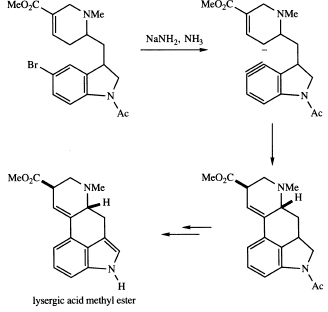 MeO₂C
NMe
Br
N
Ac
NaNH₂, NH₃
MeO₂C
NMe
–
N
Ac
MeO₂C
NMe
H
N
H
lysergic acid methyl ester
MeO₂C
NMe
H
N
Ac